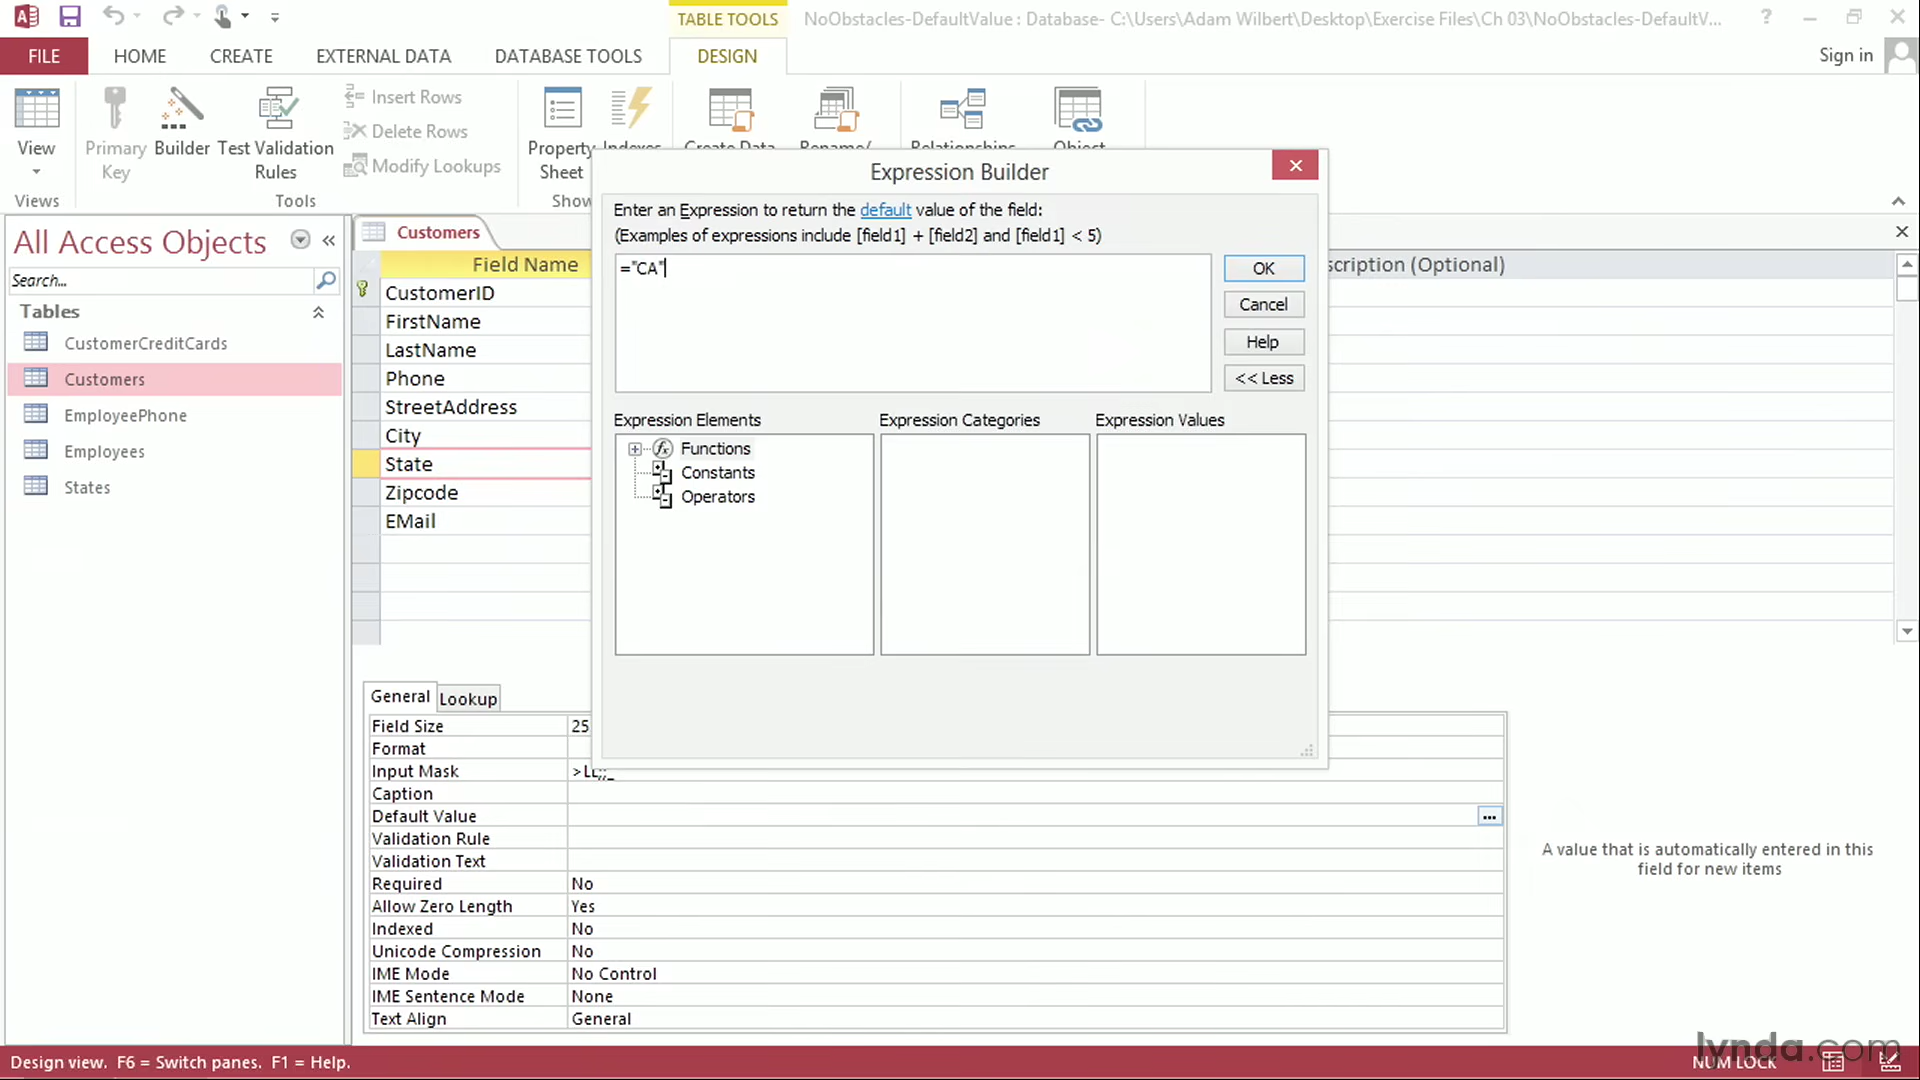 TABLE TOOLS
NoObstacles-DefaultValue : Database- C:\Users\Adam Wilbert\Desktop\Exercise Files\Ch 03\NoObstacles-DefaultV...
?
FILE
HOME
CREATE
EXTERNAL DATA
DATABASE TOOLS
DESIGN
Sign in
View
Primary Key
Builder
Test Validation Rules
Insert Rows
Delete Rows
Modify Lookups
Property Sheet
Indexes
Create Data
Rename/
Relationships
Object
Views
Tools
Show
All Access Objects
Search...
Tables
CustomerCreditCards
Customers
EmployeePhone
Employees
States
Customers
Field Name
scription (Optional)
CustomerID
FirstName
LastName
Phone
StreetAddress
City
State
Zipcode
EMail
Expression Builder
Enter an Expression to return the default value of the field:
(Examples of expressions include [field1] + [field2] and [field1] < 5)
="CA"
OK
Cancel
Help
<< Less
Expression Elements
Expression Categories
Expression Values
Functions
Constants
Operators
General
Lookup
Field Size 25
Format
Input Mask >LL;;_
Caption
Default Value ...
Validation Rule
Validation Text
Required No
Allow Zero Length Yes
Indexed No
Unicode Compression No
IME Mode No Control
IME Sentence Mode None
Text Align General
A value that is automatically entered in this
field for new items
Design view. F6 = Switch panes. F1 = Help.
NUM LOCK
lynda.com